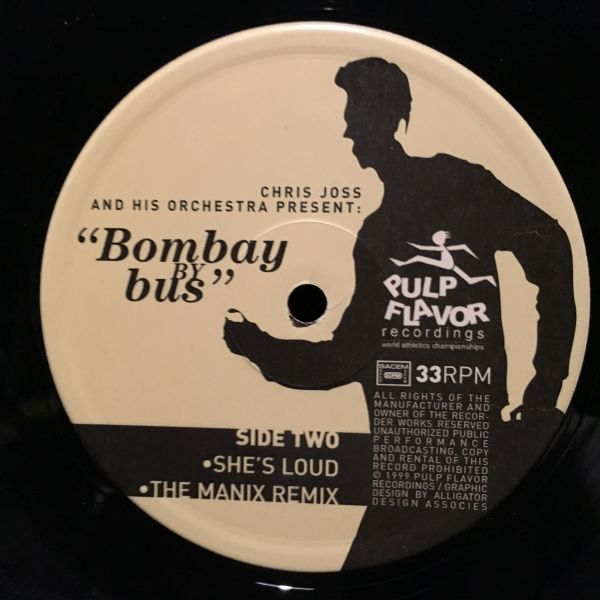 CHRIS JOSS
AND HIS ORCHESTRA PRESENT:
“Bombay
BY
bus”
PULP
FLAVOR
recordings
world athletics championships
SACEM
33RPM
ALL RIGHTS OF THE
MANUFACTURER AND
OWNER OF THE RECOR-
DER WORKS RESERVED
UNAUTHORIZED PUBLIC
PERFORMANCE
BROADCASTING, COPY
AND RENTAL OF THIS
RECORD PROHIBITED
© 1999 PULP FLAVOR
RECORDINGS / GRAPHIC
DESIGN BY ALLIGATOR
DESIGN ASSOCIES
SIDE TWO
•SHE'S LOUD
•THE MANIX REMIX